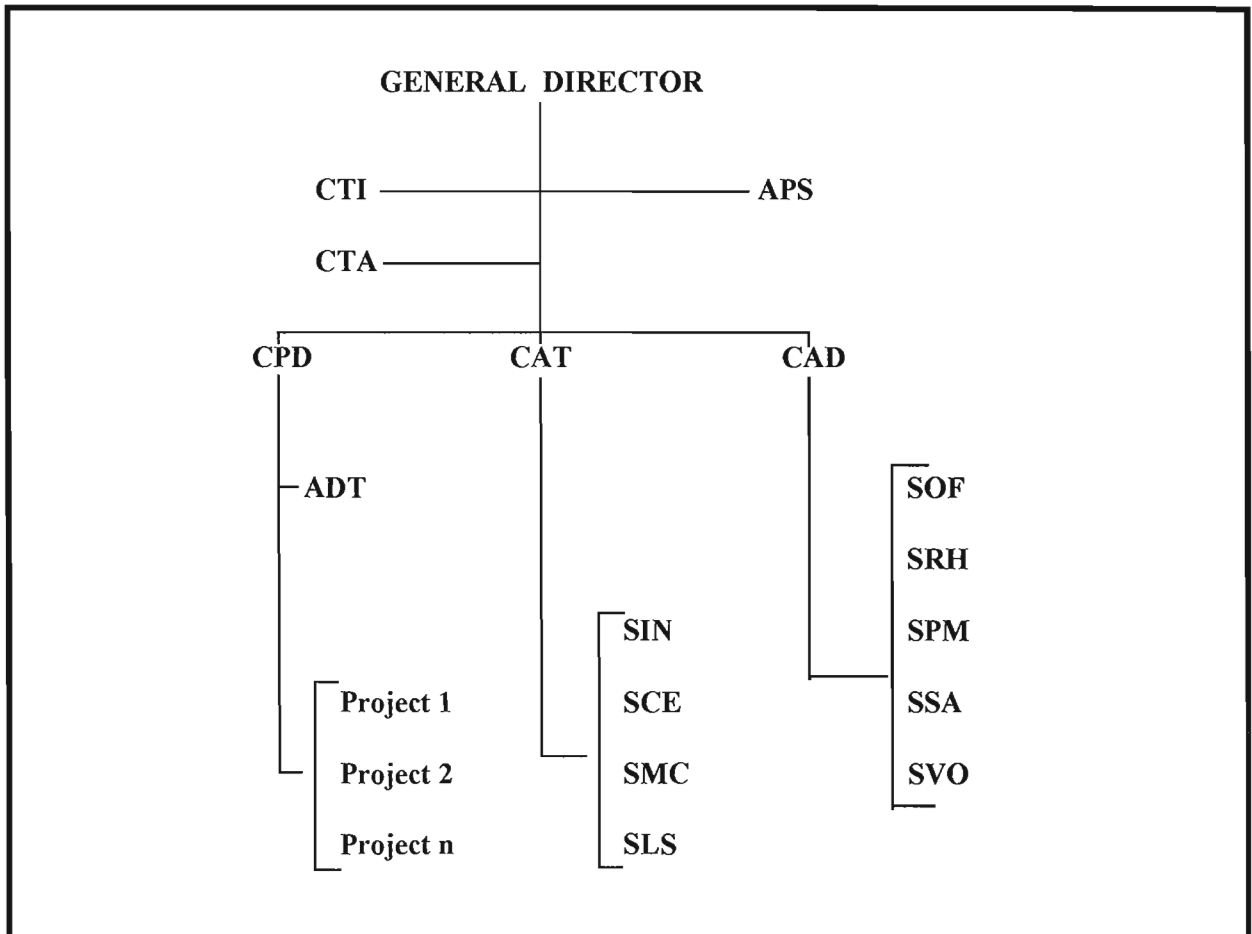 GENERAL DIRECTOR
CTI APS
CTA
CPD CAT CAD
ADT SOF
SRH
SIN SPM
Project 1 SCE SSA
Project 2 SMC SVO
Project n SLS